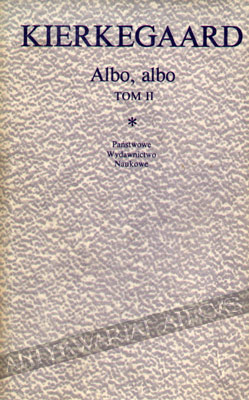 KIERKEGAARD
Albo, albo
TOM II
*
Państwowe
Wydawnictwo
Naukowe